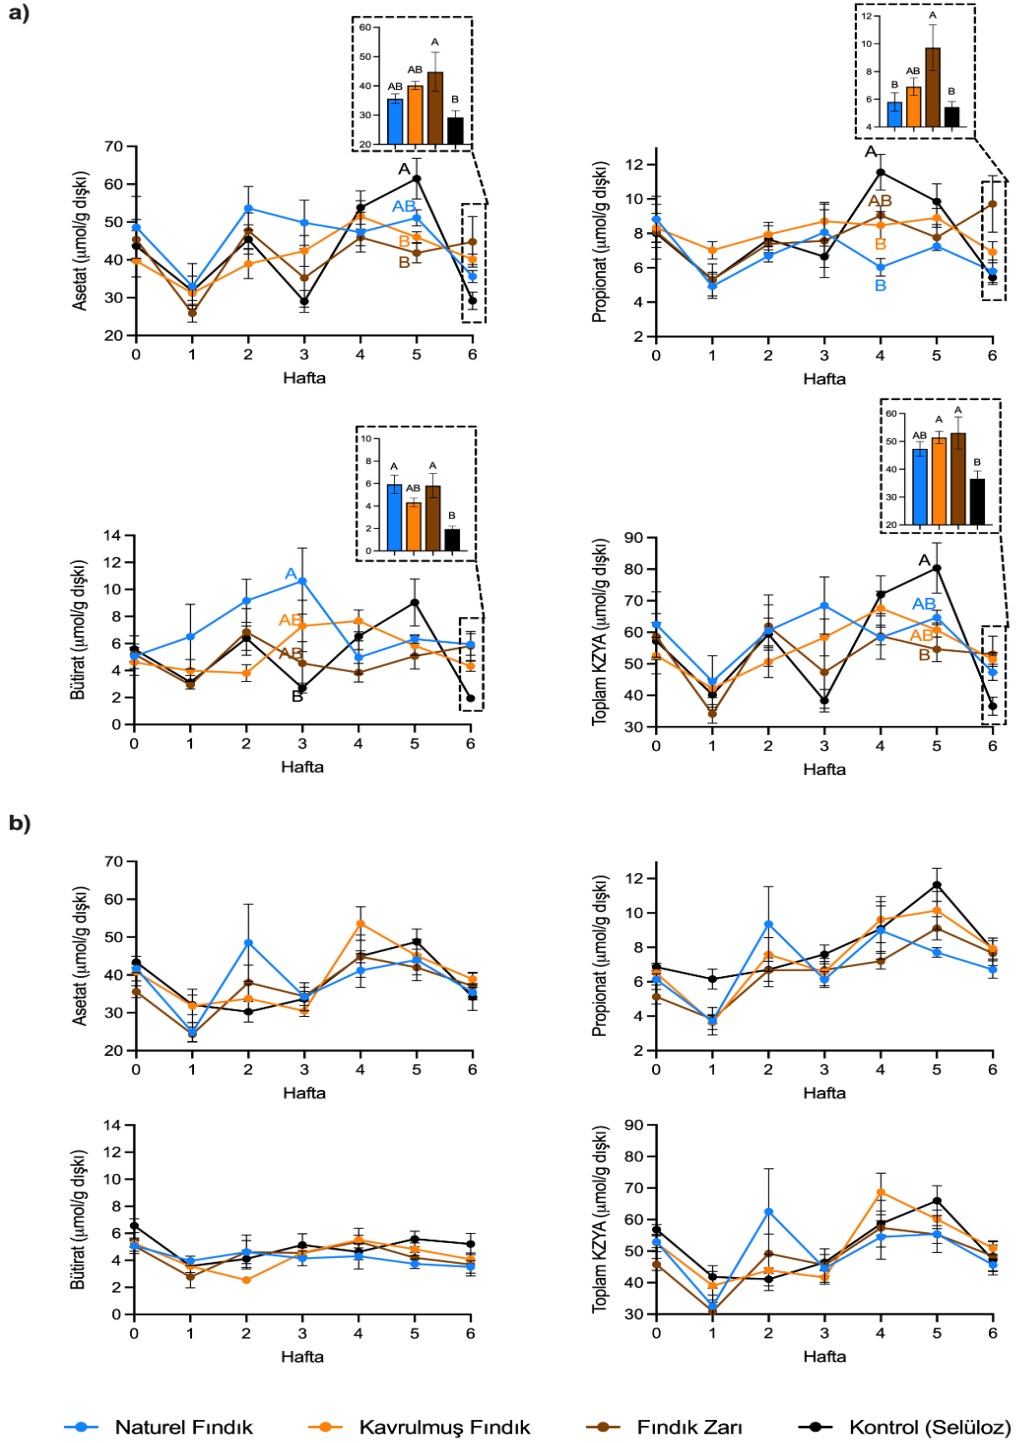 a)
60
50
40
30
20
AB
AB
A
B
12
10
8
6
4
B
AB
A
B
Asetat (µmol/g dışkı)
70
60
50
40
30
20
A
AB
B
B
0 1 2 3 4 5 6
Hafta
Propionat (µmol/g dışkı)
12
10
8
6
4
2
A
AB
B
B
0 1 2 3 4 5 6
Hafta
10
8
6
4
2
0
A
AB
A
B
60
50
40
30
20
AB
A
A
B
Bütirat (µmol/g dışkı)
14
12
10
8
6
4
2
0
A
AB
AB
B
0 1 2 3 4 5 6
Hafta
Toplam KZYA (µmol/g dışkı)
90
80
70
60
50
40
30
A
AB
AB
B
0 1 2 3 4 5 6
Hafta
b)
Asetat (µmol/g dışkı)
70
60
50
40
30
20
0 1 2 3 4 5 6
Hafta
Propionat (µmol/g dışkı)
12
10
8
6
4
2
0 1 2 3 4 5 6
Hafta
Bütirat (µmol/g dışkı)
14
12
10
8
6
4
2
0
0 1 2 3 4 5 6
Hafta
Toplam KZYA (µmol/g dışkı)
90
80
70
60
50
40
30
0 1 2 3 4 5 6
Hafta
Naturel Fındık Kavrulmuş Fındık Fındık Zarı Kontrol (Selüloz)